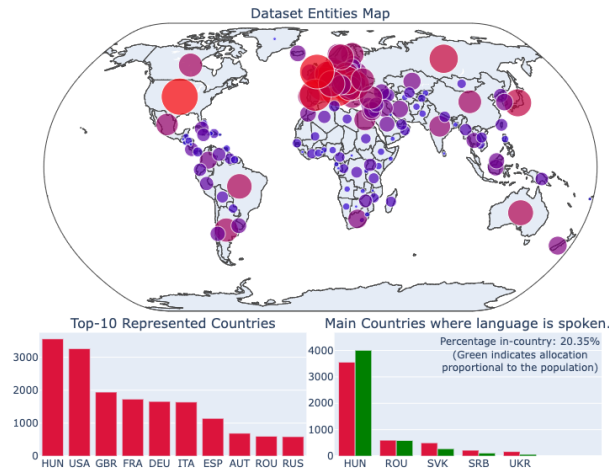 Dataset Entities Map
Top-10 Represented Countries
3000
2000
1000
0
HUN USA GBR FRA DEU ITA ESP AUT ROU RUS
Main Countries where language is spoken.
Percentage in-country: 20.35%
(Green indicates allocation
proportional to the population)
4000
3000
2000
1000
0
HUN ROU SVK SRB UKR